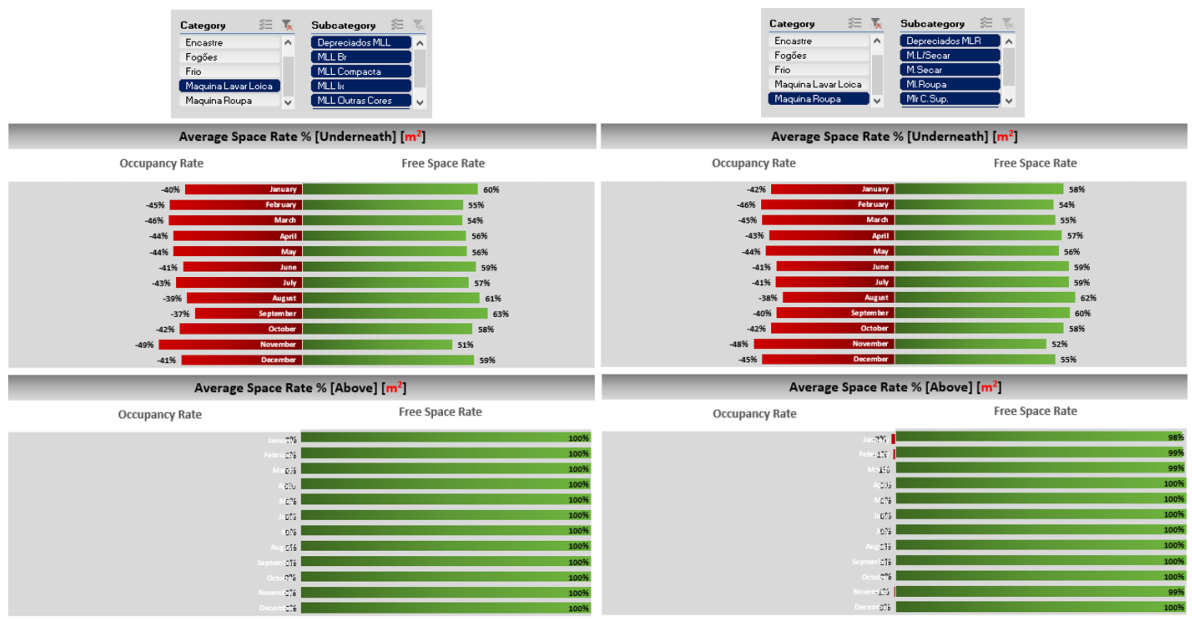 Category Subcategory
Encastre Depreciados MLL
Fogões MLL Br
Frio MLL Compacta
Maquina Lavar Loica MLL Ix
Maquina Roupa MLL Outras Cores
Category Subcategory
Encastre Depreciados MLR
Fogões M.L/Secar
Frio M.Secar
Maquina Lavar Loica Ml.Roupa
Maquina Roupa Mlr C.Sup.
Average Space Rate % [Underneath] [m²]
Occupancy Rate Free Space Rate
-40% January 60%
-45% February 55%
-46% March 54%
-44% April 56%
-44% May 56%
-41% June 59%
-43% July 57%
-39% August 61%
-37% September 63%
-42% October 58%
-49% November 51%
-41% December 59%
Average Space Rate % [Underneath] [m²]
Occupancy Rate Free Space Rate
-42% January 58%
-46% February 54%
-45% March 55%
-43% April 57%
-44% May 56%
-41% June 59%
-41% July 59%
-38% August 62%
-40% September 60%
-42% October 58%
-48% November 52%
-45% December 55%
Average Space Rate % [Above] [m²]
Occupancy Rate Free Space Rate
100%
100%
100%
100%
100%
100%
100%
100%
100%
100%
100%
100%
Average Space Rate % [Above] [m²]
Occupancy Rate Free Space Rate
98%
99%
99%
100%
100%
100%
100%
100%
100%
100%
99%
100%